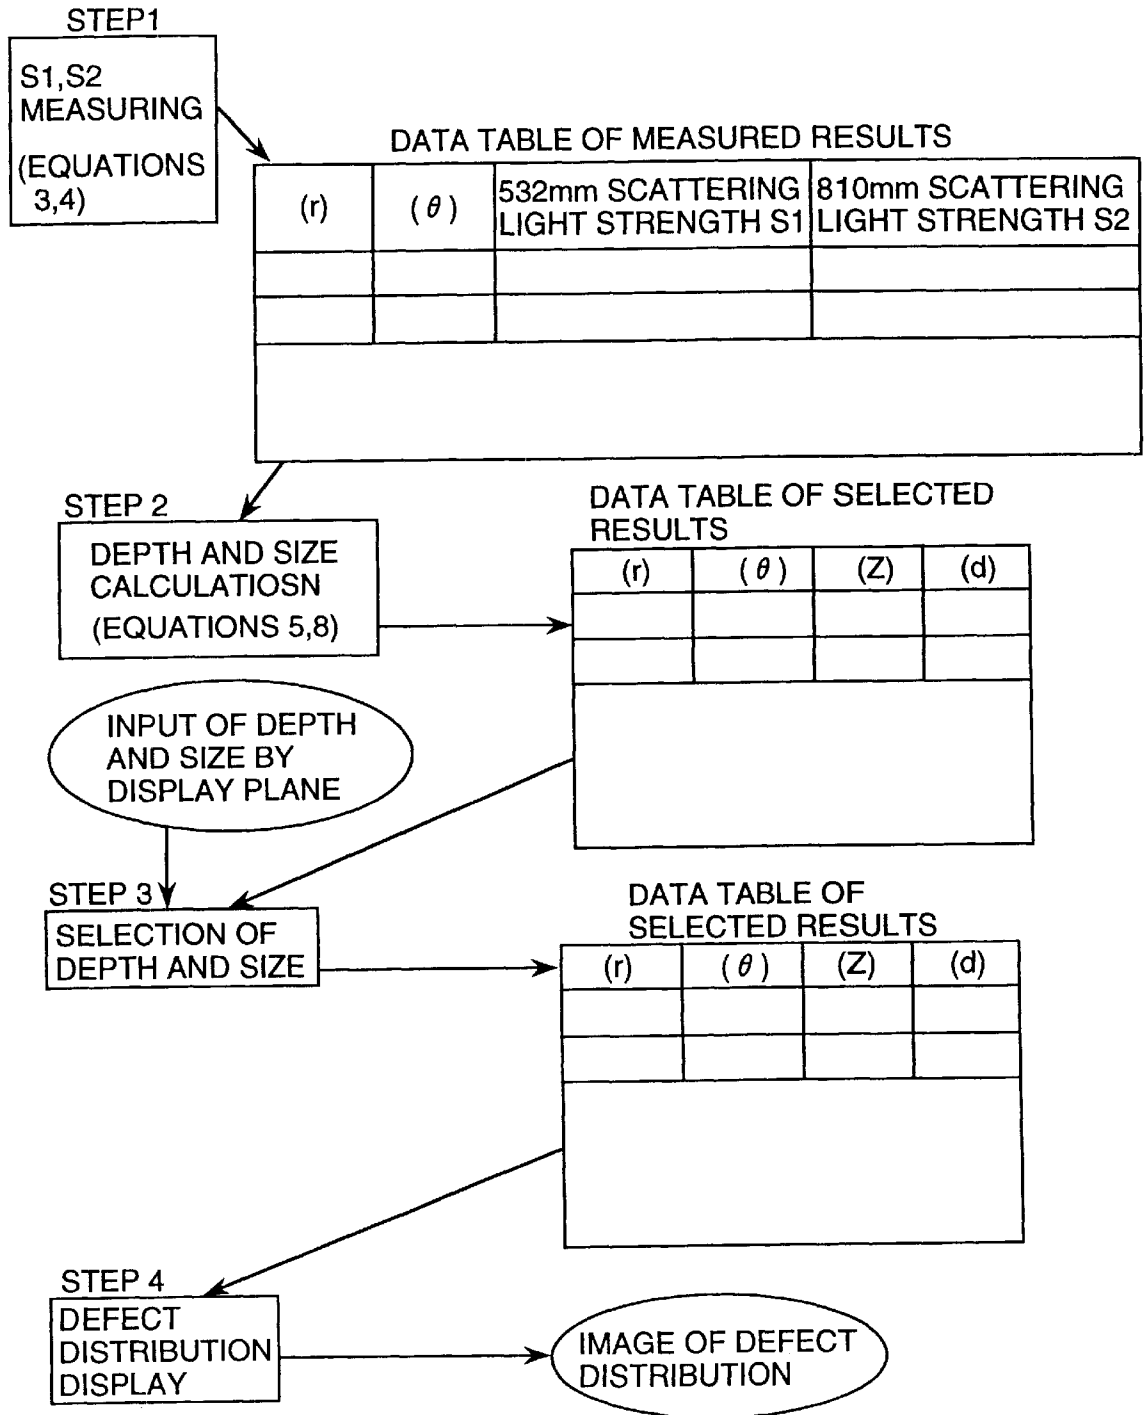 STEP1
S1,S2
MEASURING
(EQUATIONS
3,4)
DATA TABLE OF MEASURED RESULTS
(r)
(θ)
532mm SCATTERING
LIGHT STRENGTH S1
810mm SCATTERING
LIGHT STRENGTH S2
STEP 2
DEPTH AND SIZE
CALCULATIOSN
(EQUATIONS 5,8)
DATA TABLE OF SELECTED
RESULTS
(r)
(θ)
(Z)
(d)
INPUT OF DEPTH
AND SIZE BY
DISPLAY PLANE
STEP 3
SELECTION OF
DEPTH AND SIZE
DATA TABLE OF
SELECTED RESULTS
(r)
(θ)
(Z)
(d)
STEP 4
DEFECT
DISTRIBUTION
DISPLAY
IMAGE OF DEFECT
DISTRIBUTION